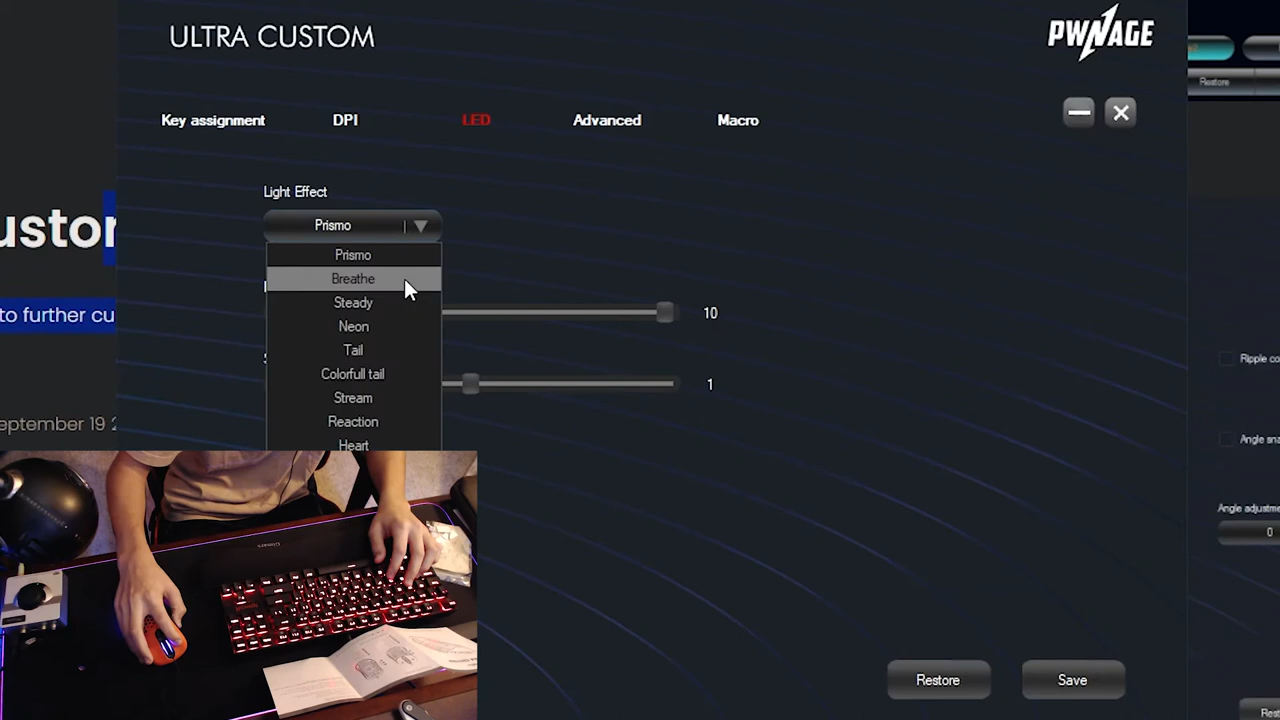 ULTRA CUSTOM
PWNAGE
Restore
Key assignment
DPI
LED
Advanced
Macro
Light Effect
Prismo
Prismo
Breathe
Steady
Neon
Tail
Colorfull tail
Stream
Reaction
Heart
10
1
ustor
to further cu
eptember 19 2
Ripple co
Angle sna
Angle adjustme
0
Restore
Save
Rest